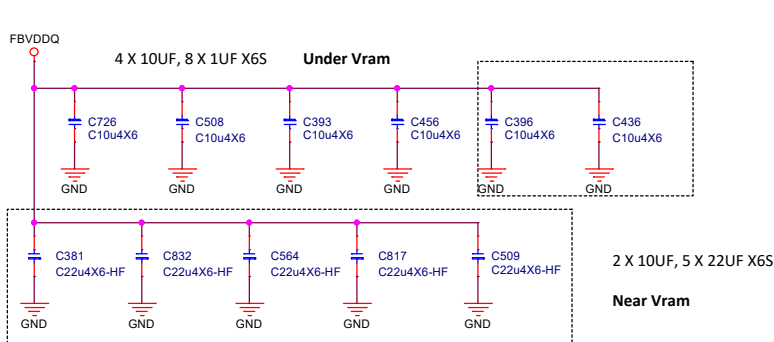 FBVDDQ
4 X 10UF, 8 X 1UF X6S Under Vram
C726 C508 C393 C456 C396 C436
C10u4X6 C10u4X6 C10u4X6 C10u4X6 C10u4X6 C10u4X6
GND GND GND GND GND GND
C381 C832 C564 C817 C509
C22u4X6-HF C22u4X6-HF C22u4X6-HF C22u4X6-HF C22u4X6-HF
2 X 10UF, 5 X 22UF X6S
Near Vram
GND GND GND GND GND